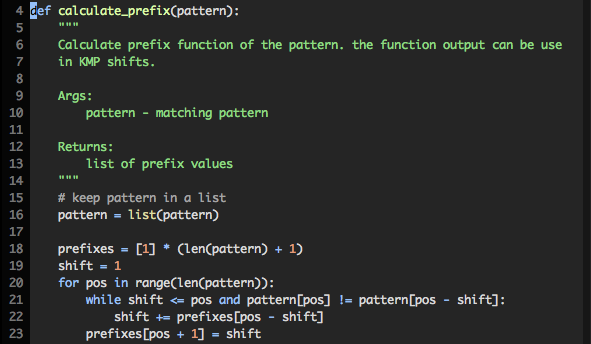 4 def calculate_prefix(pattern):
5     """
6     Calculate prefix function of the pattern. the function output can be use
7     in KMP shifts.
8
9     Args:
10         pattern - matching pattern
11
12     Returns:
13         list of prefix values
14     """
15     # keep pattern in a list
16     pattern = list(pattern)
17
18     prefixes = [1] * (len(pattern) + 1)
19     shift = 1
20     for pos in range(len(pattern)):
21         while shift <= pos and pattern[pos] != pattern[pos - shift]:
22             shift += prefixes[pos - shift]
23         prefixes[pos + 1] = shift